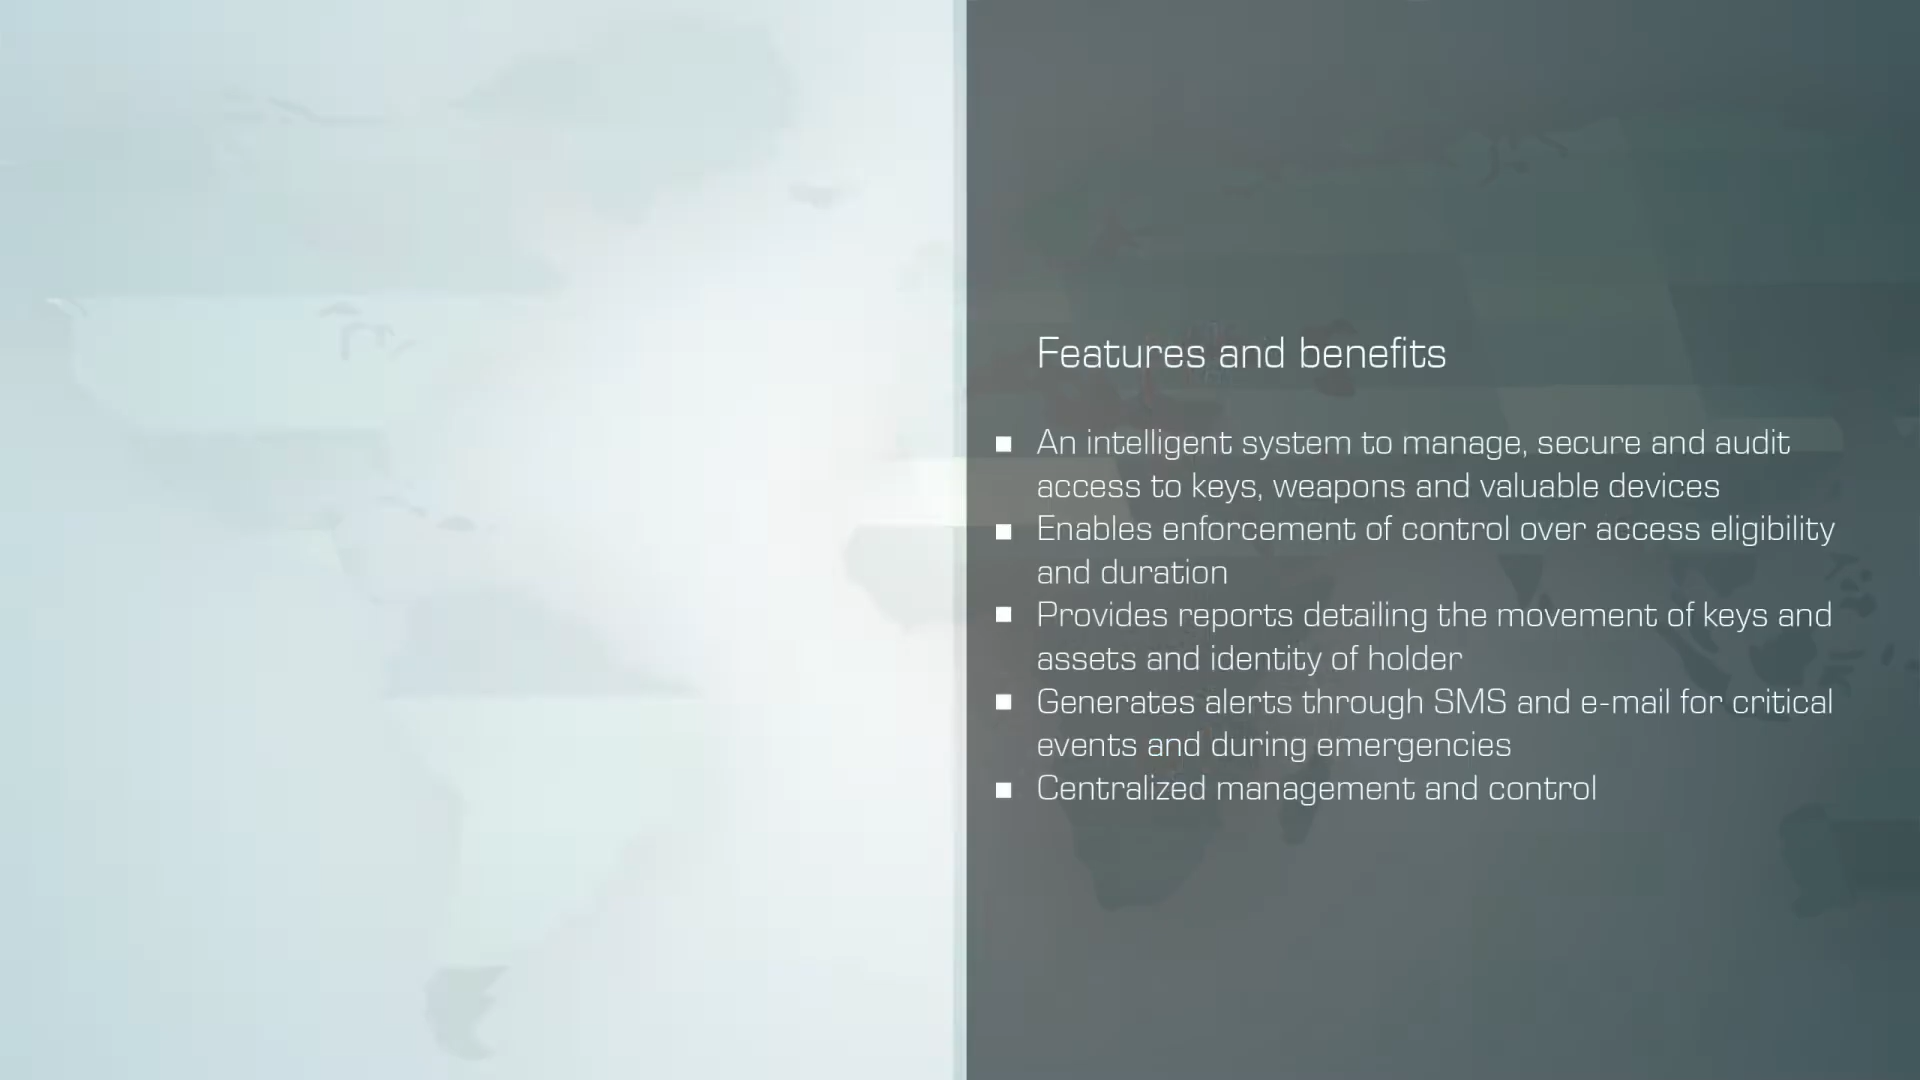 Features and benefits
■ An intelligent system to manage, secure and audit
access to keys, weapons and valuable devices
■ Enables enforcement of control over access eligibility
and duration
■ Provides reports detailing the movement of keys and
assets and identity of holder
■ Generates alerts through SMS and e-mail for critical
events and during emergencies
■ Centralized management and control